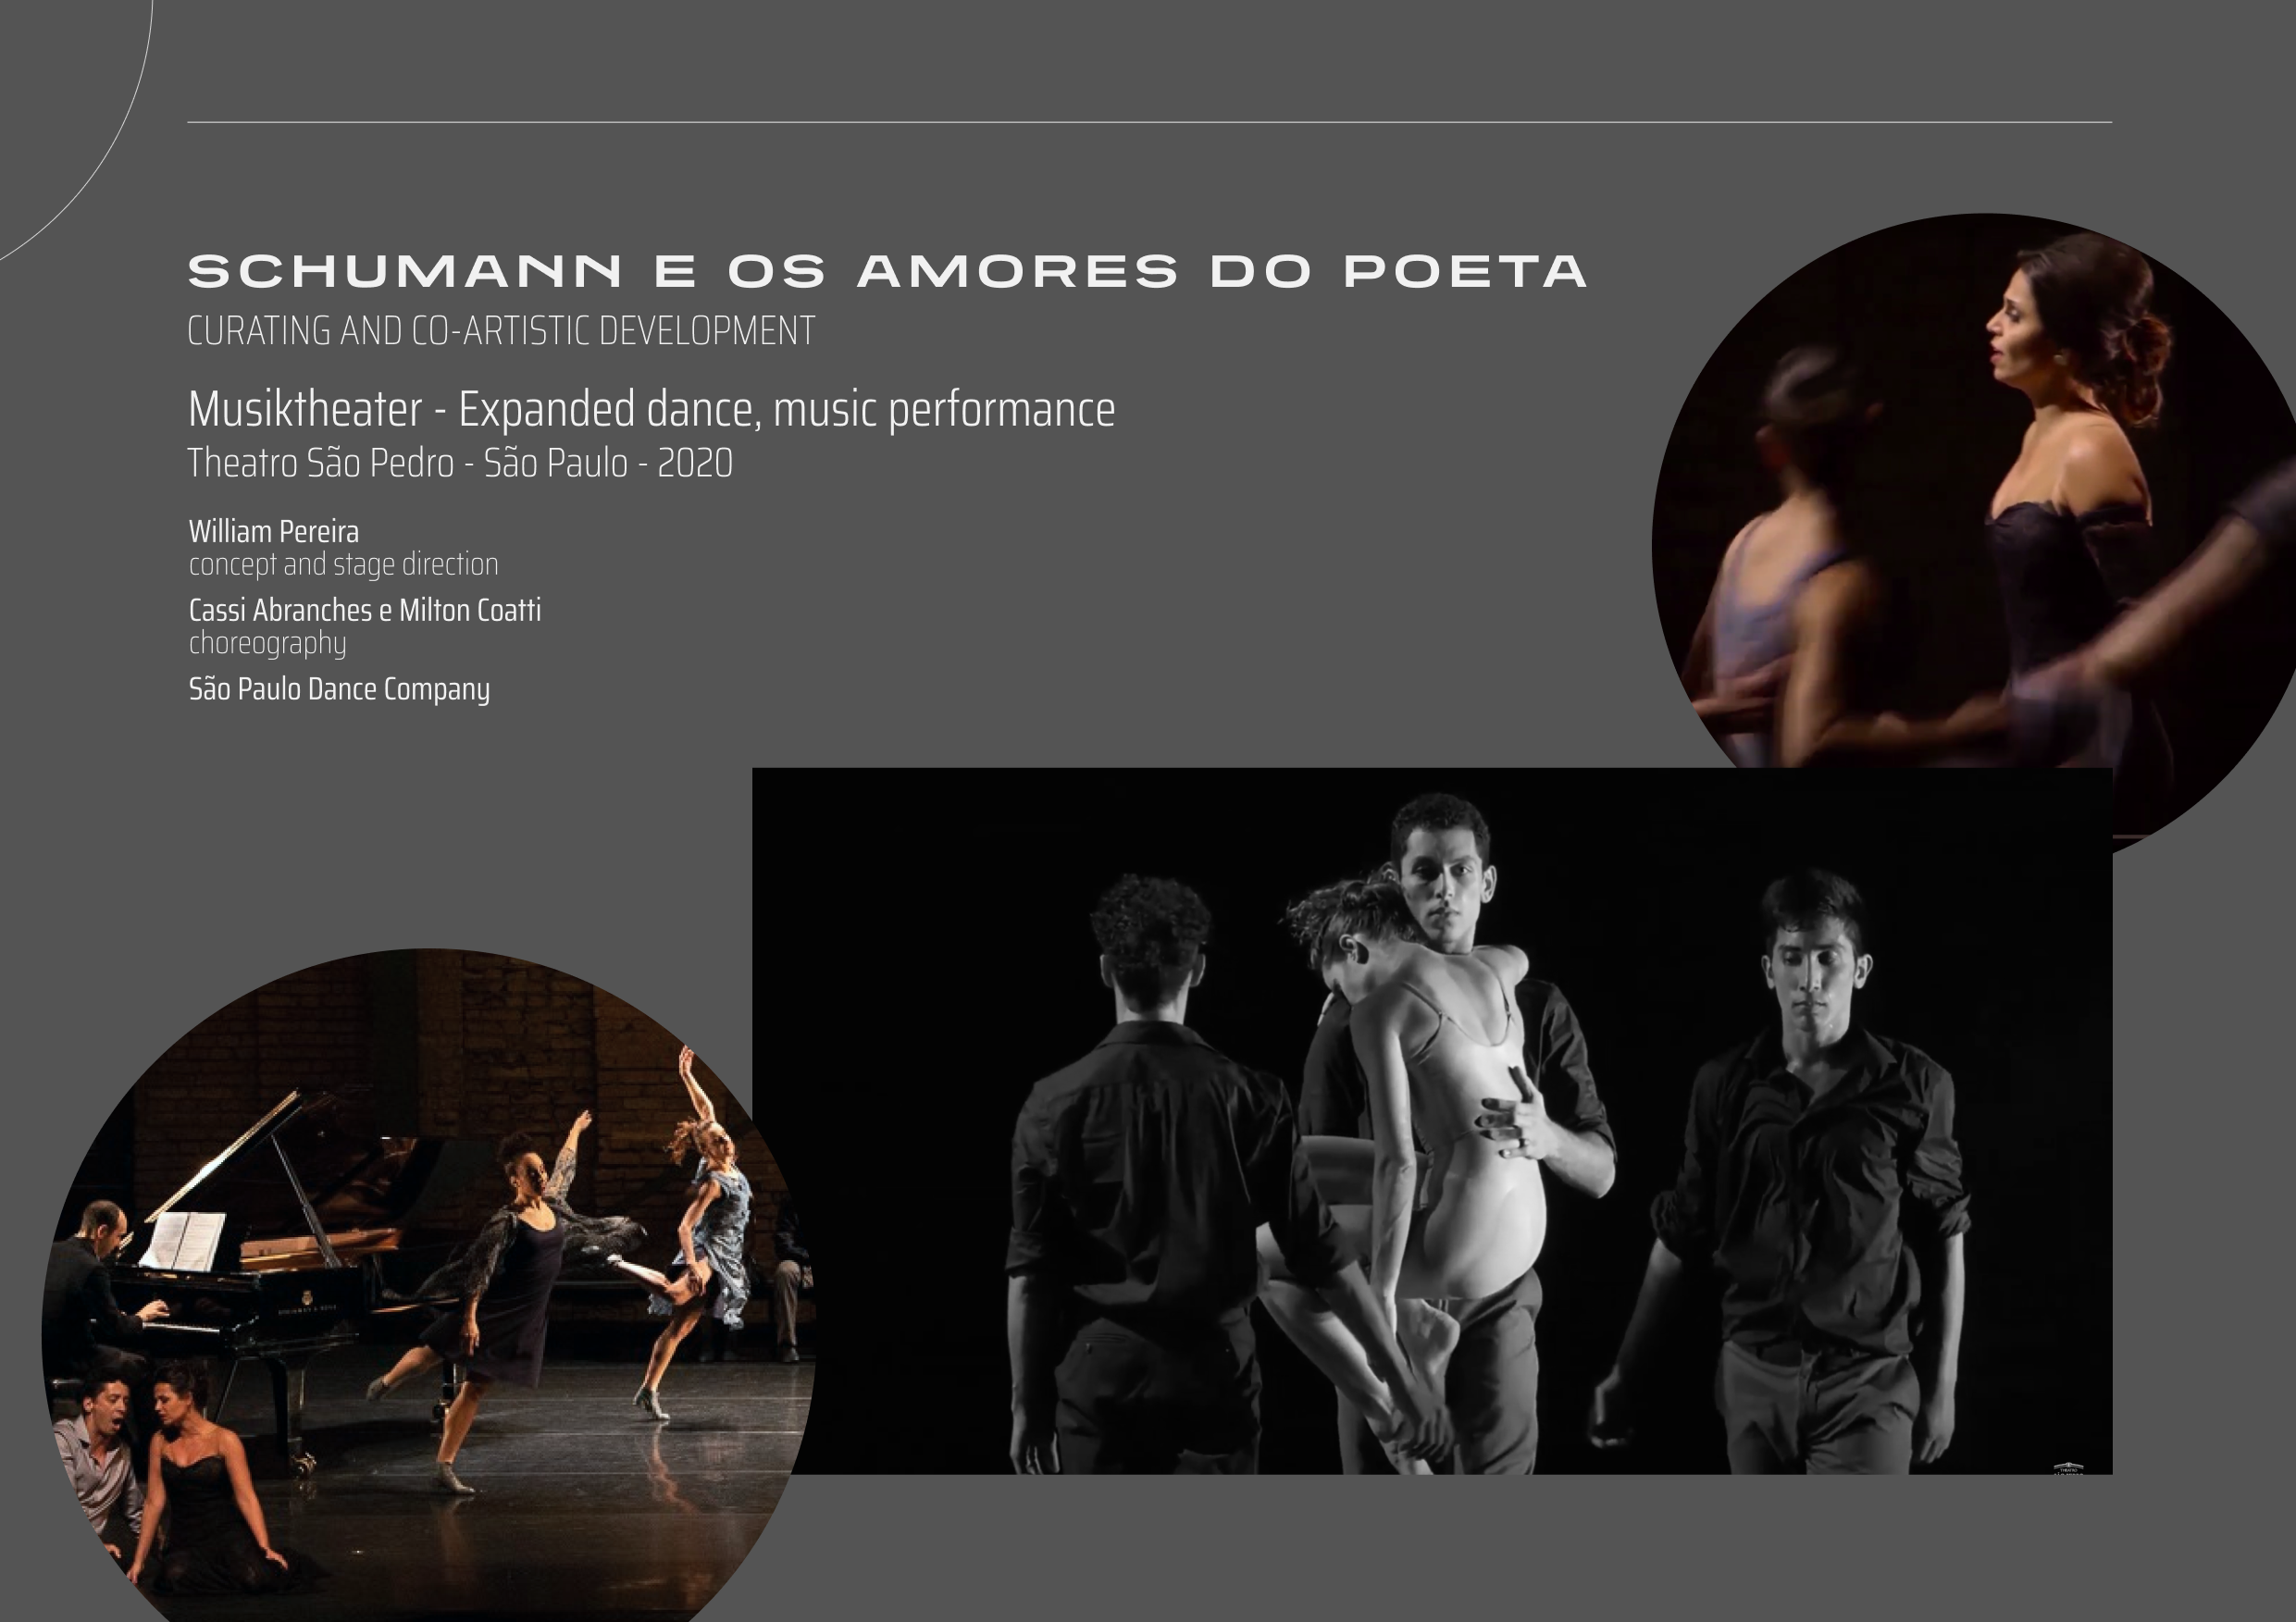 SCHUMANN E OS AMORES DO POETA
CURATING AND CO-ARTISTIC DEVELOPMENT
Musiktheater - Expanded dance, music performance
Theatro São Pedro - São Paulo - 2020
William Pereira
concept and stage direction
Cassi Abranches e Milton Coatti
choreography
São Paulo Dance Company